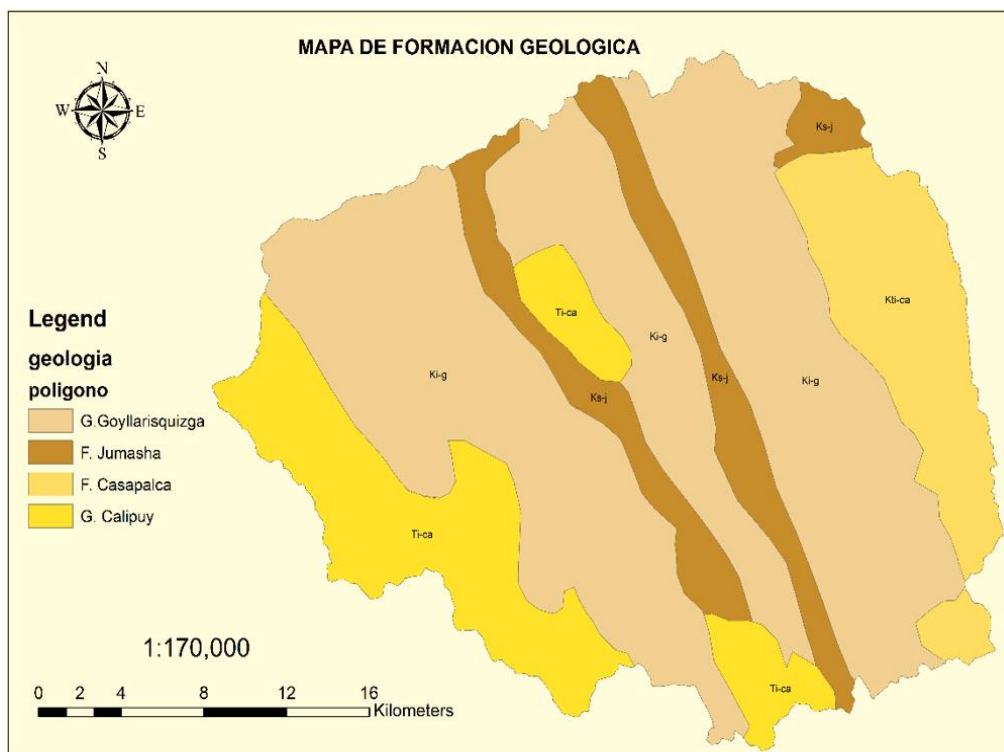 MAPA DE FORMACION GEOLOGICA
N
W E
S
Ks-j
Kti-ca
Ti-ca
Ki-g
Ki-g
Ks-j
Ki-g
Ks-j
Ti-ca
Ti-ca
Legend
geologia
poligono
G.Goyllarisquizga
F. Jumasha
F. Casapalca
G. Calipuy
1:170,000
0 2 4 8 12 16
Kilometers